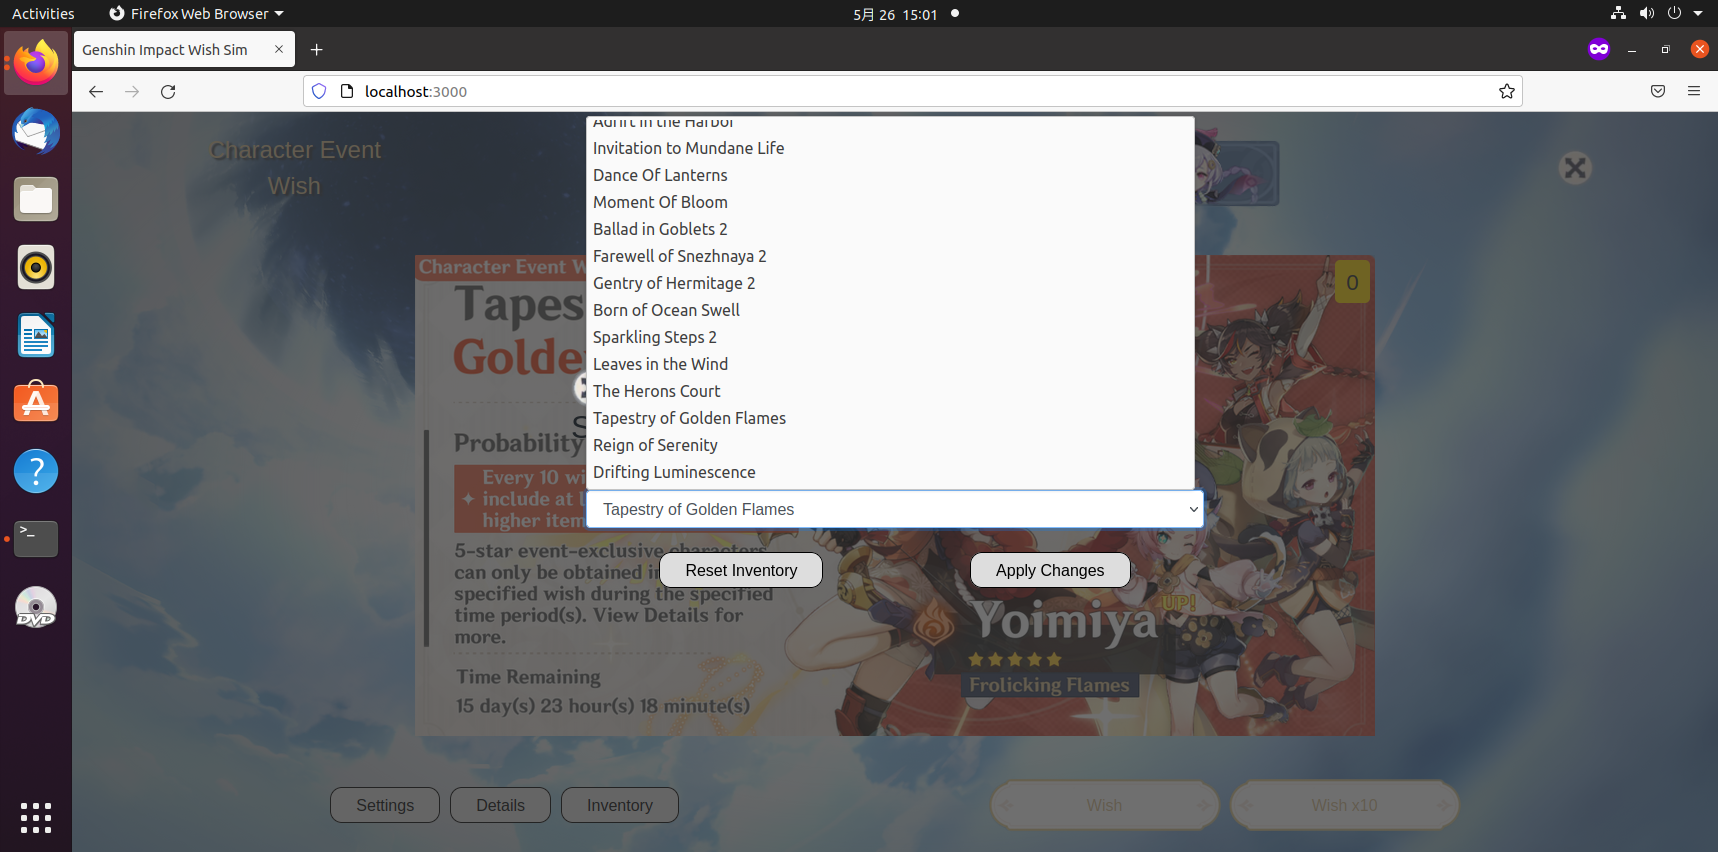 Activities
Firefox Web Browser
5月 26 15:01
Genshin Impact Wish Sim
localhost:3000
Character Event
Wish
Adrift in the Harbor
Invitation to Mundane Life
Dance Of Lanterns
Moment Of Bloom
Ballad in Goblets 2
Farewell of Snezhnaya 2
Gentry of Hermitage 2
Born of Ocean Swell
Sparkling Steps 2
Leaves in the Wind
The Herons Court
Tapestry of Golden Flames
Reign of Serenity
Drifting Luminescence
Tapestry of Golden Flames
Reset Inventory
Apply Changes
Character Event W
0
Tapes
Golde
S
Probability
Every 10 wi
include at l
higher item
5-star event-exclusive characters
can only be obtained in
specified wish during the specified
time period(s). View Details for
more.
Time Remaining
15 day(s) 23 hour(s) 18 minute(s)
UP!
Yoimiya
Frolicking Flames
Settings
Details
Inventory
Wish
Wish x10
>_
DVD